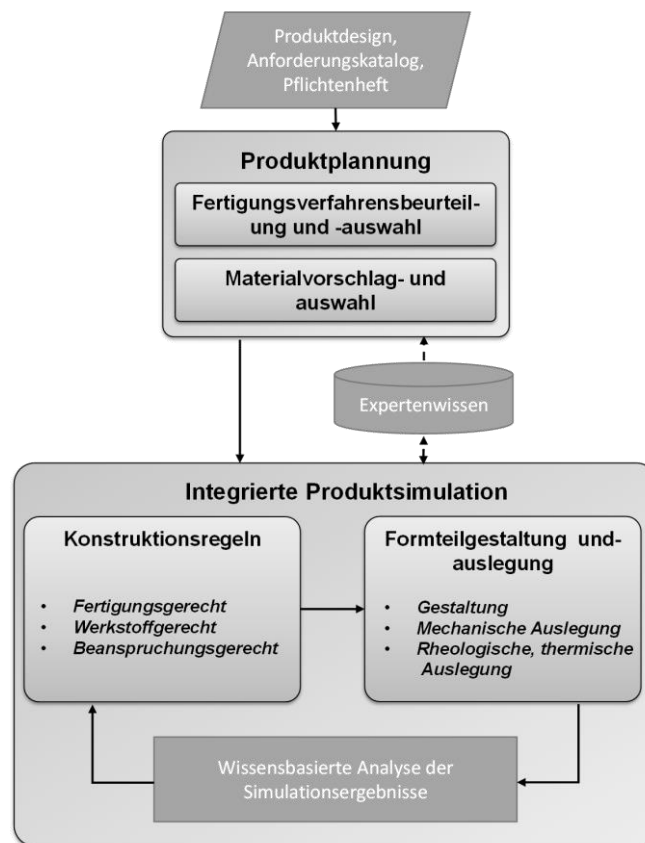 Produktdesign,
Anforderungskatalog,
Pflichtenheft
Produktplannung
Fertigungsverfahrensbeurteil-
ung und -auswahl
Materialvorschlag- und
auswahl
Expertenwissen
Integrierte Produktsimulation
Konstruktionsregeln
• Fertigungsgerecht
• Werkstoffgerecht
• Beanspruchungsgerecht
Formteilgestaltung und-
auslegung
• Gestaltung
• Mechanische Auslegung
• Rheologische, thermische
Auslegung
Wissensbasierte Analyse der
Simulationsergebnisse